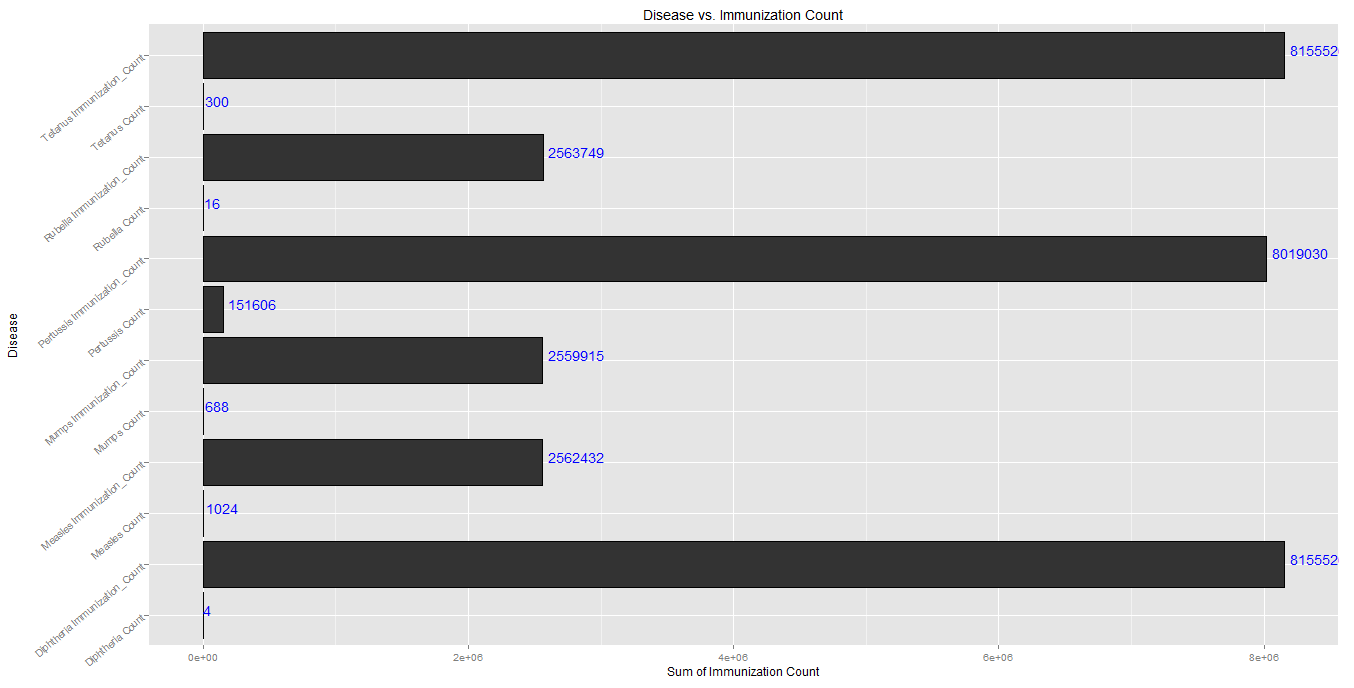 Disease vs. Immunization Count
Tetanus Immunization_Count
815552
Tetanus Count
300
Rubella Immunization_Count
2563749
Rubella Count
16
Pertussis Immunization_Count
8019030
Pertussis Count
151606
Mumps Immunization_Count
2559915
Mumps Count
688
Measles Immunization_Count
2562432
Measles Count
1024
Diphtheria Immunization_Count
815552
Diphtheria Count
4
Disease
0e+00 2e+06 4e+06 6e+06 8e+06
Sum of Immunization Count